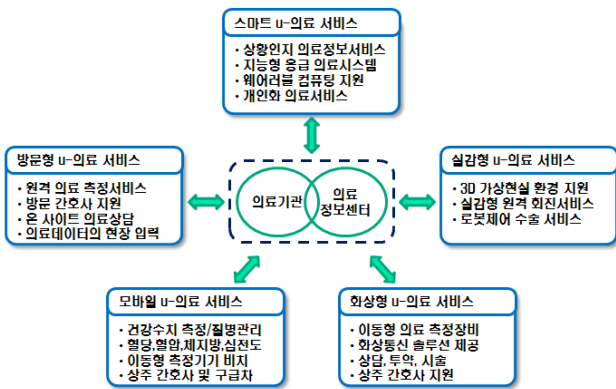 스마트 u-의료 서비스
• 상황인지 의료정보서비스
• 지능형 응급 의료시스템
• 웨어러블 컴퓨팅 지원
• 개인화 의료서비스
방문형 u-의료 서비스
• 원격 의료 측정서비스
• 방문 간호사 지원
• 온 사이트 의료상담
• 의료데이터의 현장 입력
의료기관
의료
정보센터
실감형 u-의료 서비스
• 3D 가상현실 환경 지원
• 실감형 원격 회진서비스
• 로봇제어 수술 서비스
모바일 u-의료 서비스
• 건강수치 측정/질병관리
• 혈당,혈압,체지방,심전도
• 이동형 측정기기 비치
• 상주 간호사 및 구급차
화상형 u-의료 서비스
• 이동형 의료 측정장비
• 화상통신 솔루션 제공
• 상담, 투약, 시술
• 상주 간호사 지원